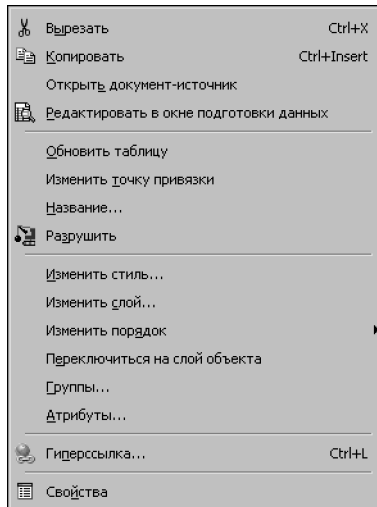 Вырезать Ctrl+X
Копировать Ctrl+Insert
Открыть документ-источник
Редактировать в окне подготовки данных
Обновить таблицу
Изменить точку привязки
Название...
Разрушить
Изменить стиль...
Изменить слой...
Изменить порядок
Переключиться на слой объекта
Группы...
Атрибуты...
Гиперссылка... Ctrl+L
Свойства